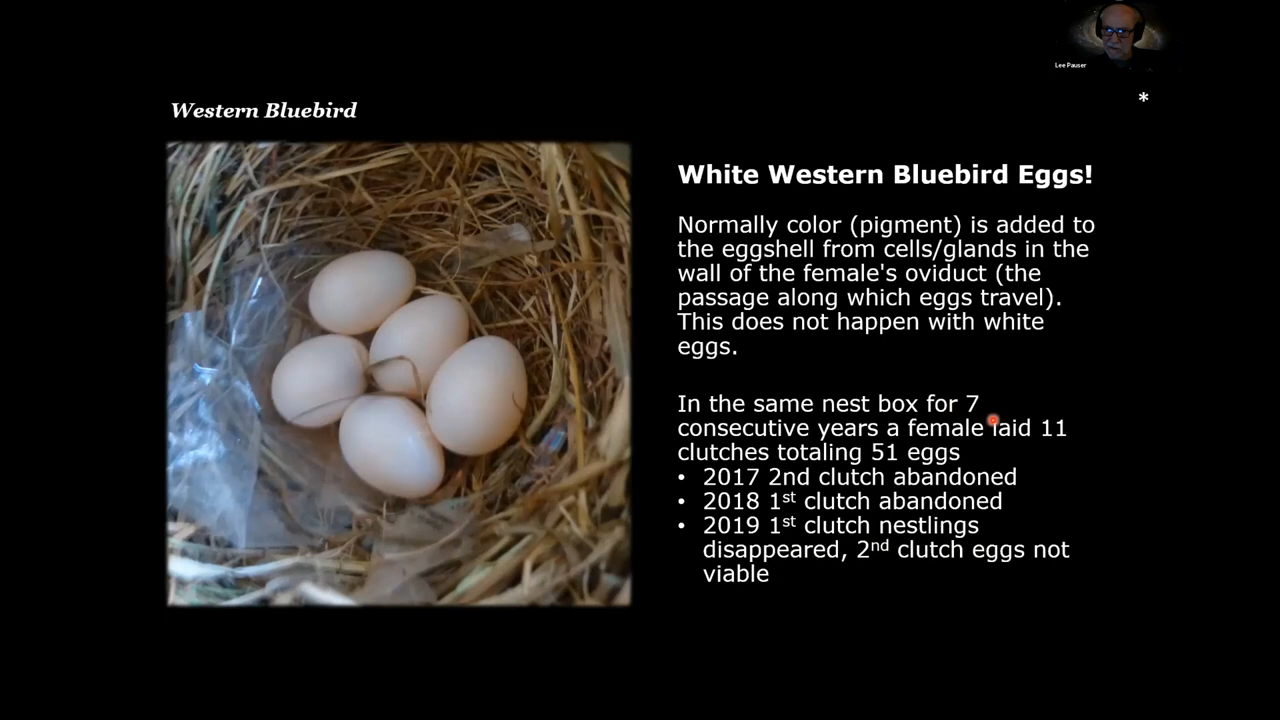 Lee Pauser
*
Western Bluebird
White Western Bluebird Eggs!
Normally color (pigment) is added to
the eggshell from cells/glands in the
wall of the female's oviduct (the
passage along which eggs travel).
This does not happen with white
eggs.
In the same nest box for 7
consecutive years a female laid 11
clutches totaling 51 eggs
• 2017 2nd clutch abandoned
• 2018 1st clutch abandoned
• 2019 1st clutch nestlings
disappeared, 2nd clutch eggs not
viable